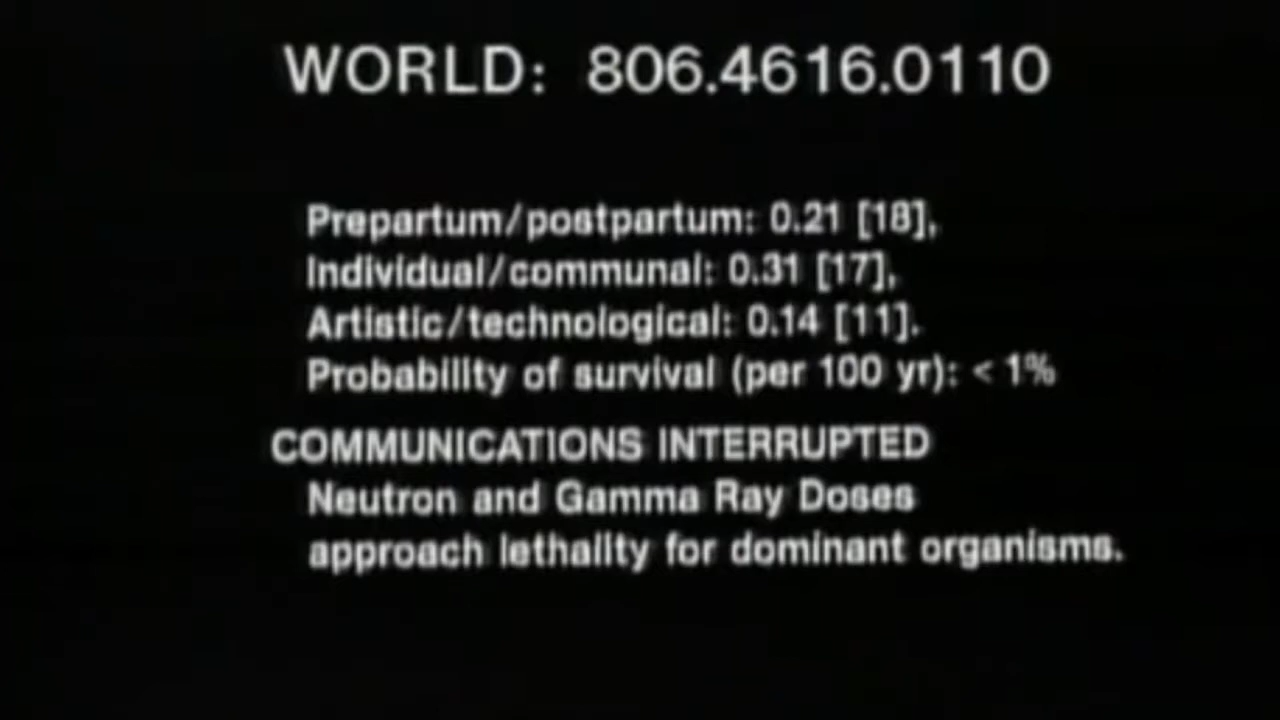 WORLD: 806.4616.0110
Prepartum/postpartum: 0.21 [18],
Individual/communal: 0.31 [17],
Artistic/technological: 0.14 [11].
Probability of survival (per 100 yr): < 1%
COMMUNICATIONS INTERRUPTED
Neutron and Gamma Ray Doses
approach lethality for dominant organisms.